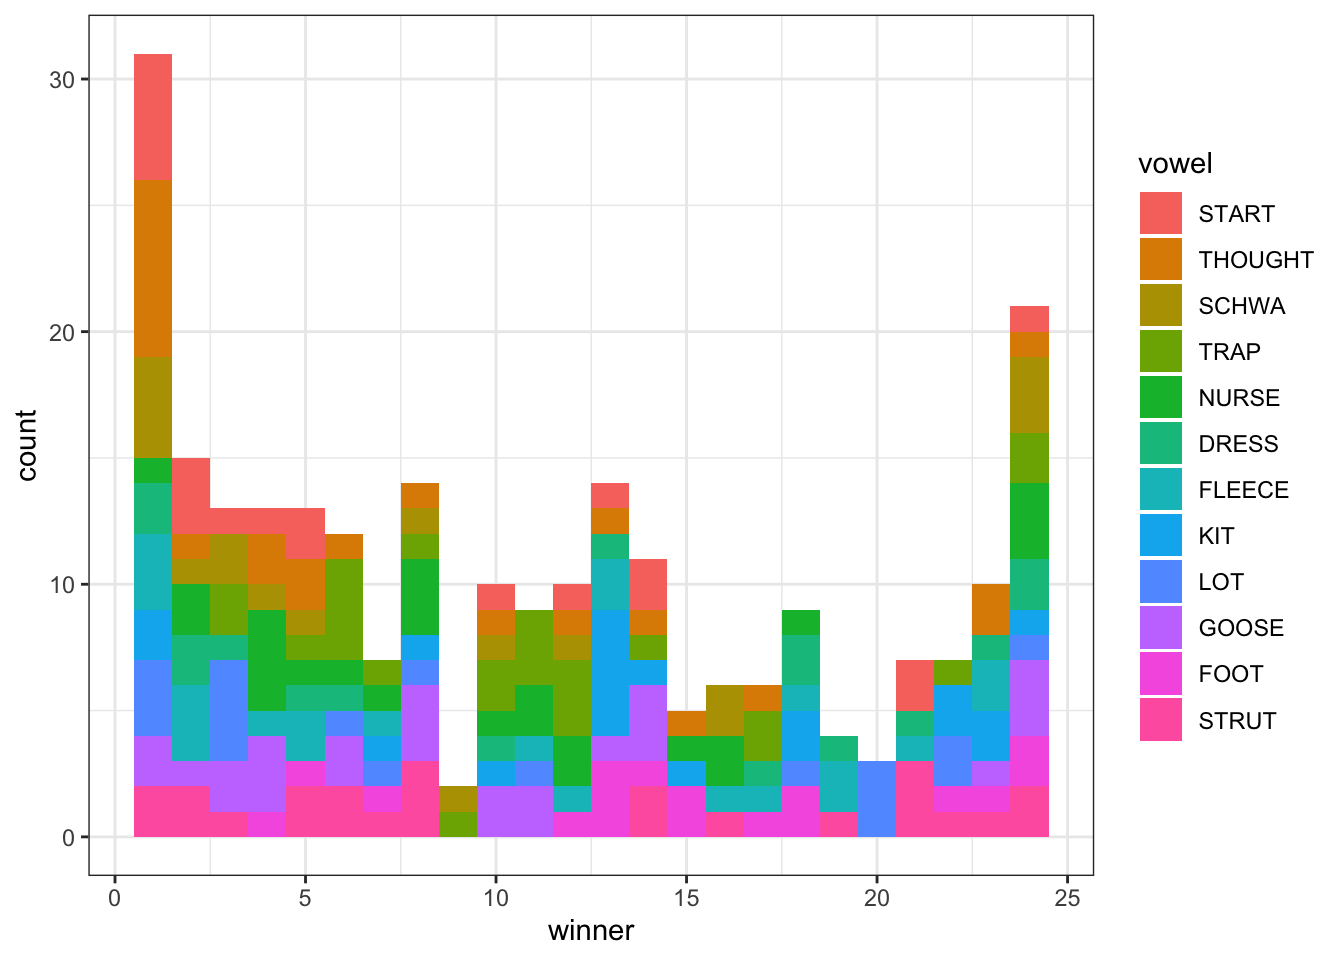 30
20
10
0
count
0 5 10 15 20 25
winner
vowel
START
THOUGHT
SCHWA
TRAP
NURSE
DRESS
FLEECE
KIT
LOT
GOOSE
FOOT
STRUT